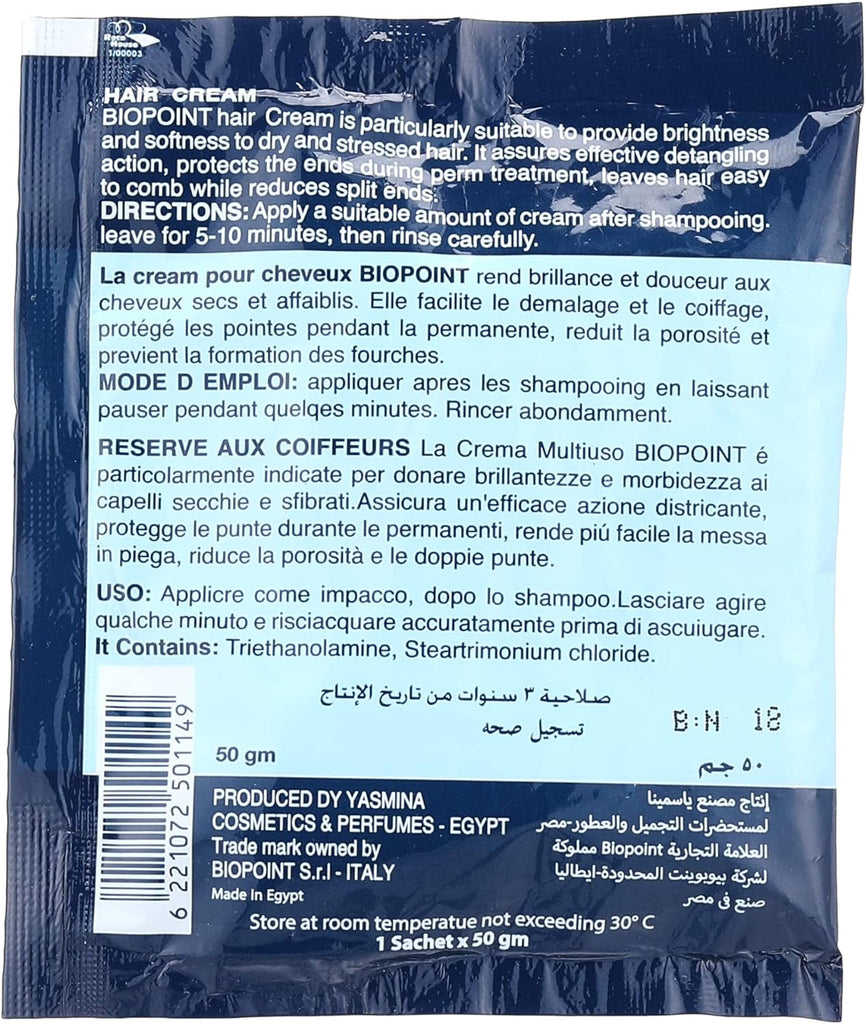 Roto
House
1/00003
HAIR CREAM
BIOPOINT hair Cream is particularly suitable to provide brightness
and softness to dry and stressed hair. It assures effective detangling
action, protects the ends during perm treatment, leaves hair easy
to comb while reduces split ends.
DIRECTIONS: Apply a suitable amount of cream after shampooing.
leave for 5-10 minutes, then rinse carefully.
La cream pour cheveux BIOPOINT rend brillance et douceur aux
cheveux secs et affaiblis. Elle facilite le demalage et le coiffage,
protégé les pointes pendant la permanente, reduit la porosité et
previent la formation des fourches.
MODE D EMPLOI: appliquer apres les shampooing en laissant
pauser pendant quelqes minutes. Rincer abondamment.
RESERVE AUX COIFFEURS La Crema Multiuso BIOPOINT é
particolarmente indicate per donare brillantezze e morbidezza ai
capelli secchie e sfibrati.Assicura un'efficace azione districante,
protegge le punte durante le permanenti, rende piú facile la messa
in piega, riduce la porosità e le doppie punte.
USO: Applicre come impacco, dopo lo shampoo.Lasciare agire
qualche minuto e risciacquare accuratamente prima di asciuiugare.
It Contains: Triethanolamine, Steartrimonium chloride.
صلاحية ٣ سنوات من تاريخ الإنتاج
تسجيل صحه
B:N 18
50 gm
٥٠ جم
6 221072 501149
PRODUCED DY YASMINA
COSMETICS & PERFUMES - EGYPT
Trade mark owned by
BIOPOINT S.r.l - ITALY
Made In Egypt
إنتاج مصنع ياسمينا
لمستحضرات التجميل والعطور-مصر
العلامة التجارية Biopoint مملوكة
لشركة بيوبوينت المحدودة-ايطاليا
صنع فى مصر
Store at room temperatue not exceeding 30° C
1 Sachet x 50 gm